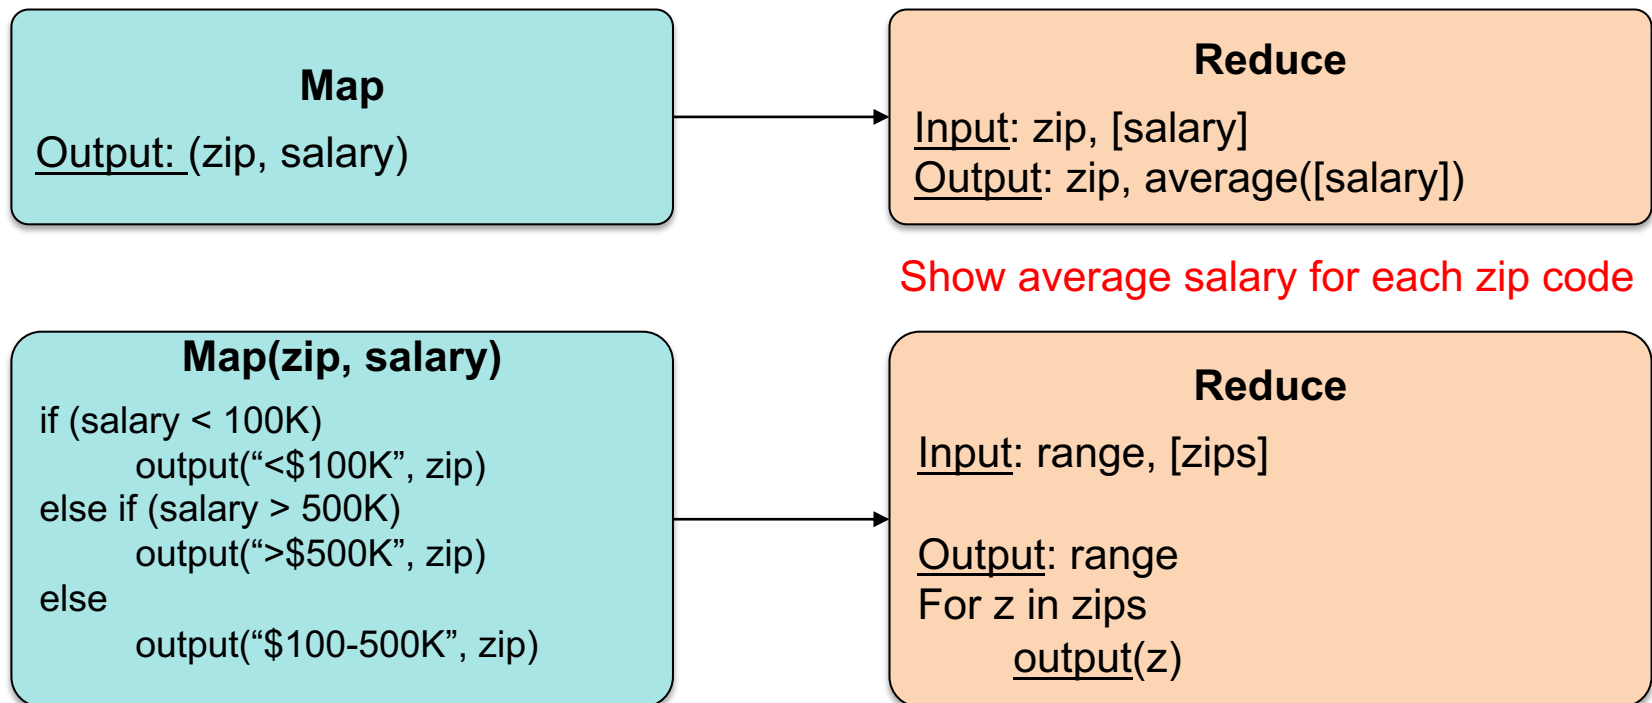 Map
Output: (zip, salary)
Reduce
Input: zip, [salary]
Output: zip, average([salary])
Show average salary for each zip code
Map(zip, salary)
if (salary < 100K)
output(“<$100K”, zip)
else if (salary > 500K)
output(“>$500K”, zip)
else
output(“$100-500K”, zip)
Reduce
Input: range, [zips]
Output: range
For z in zips
output(z)